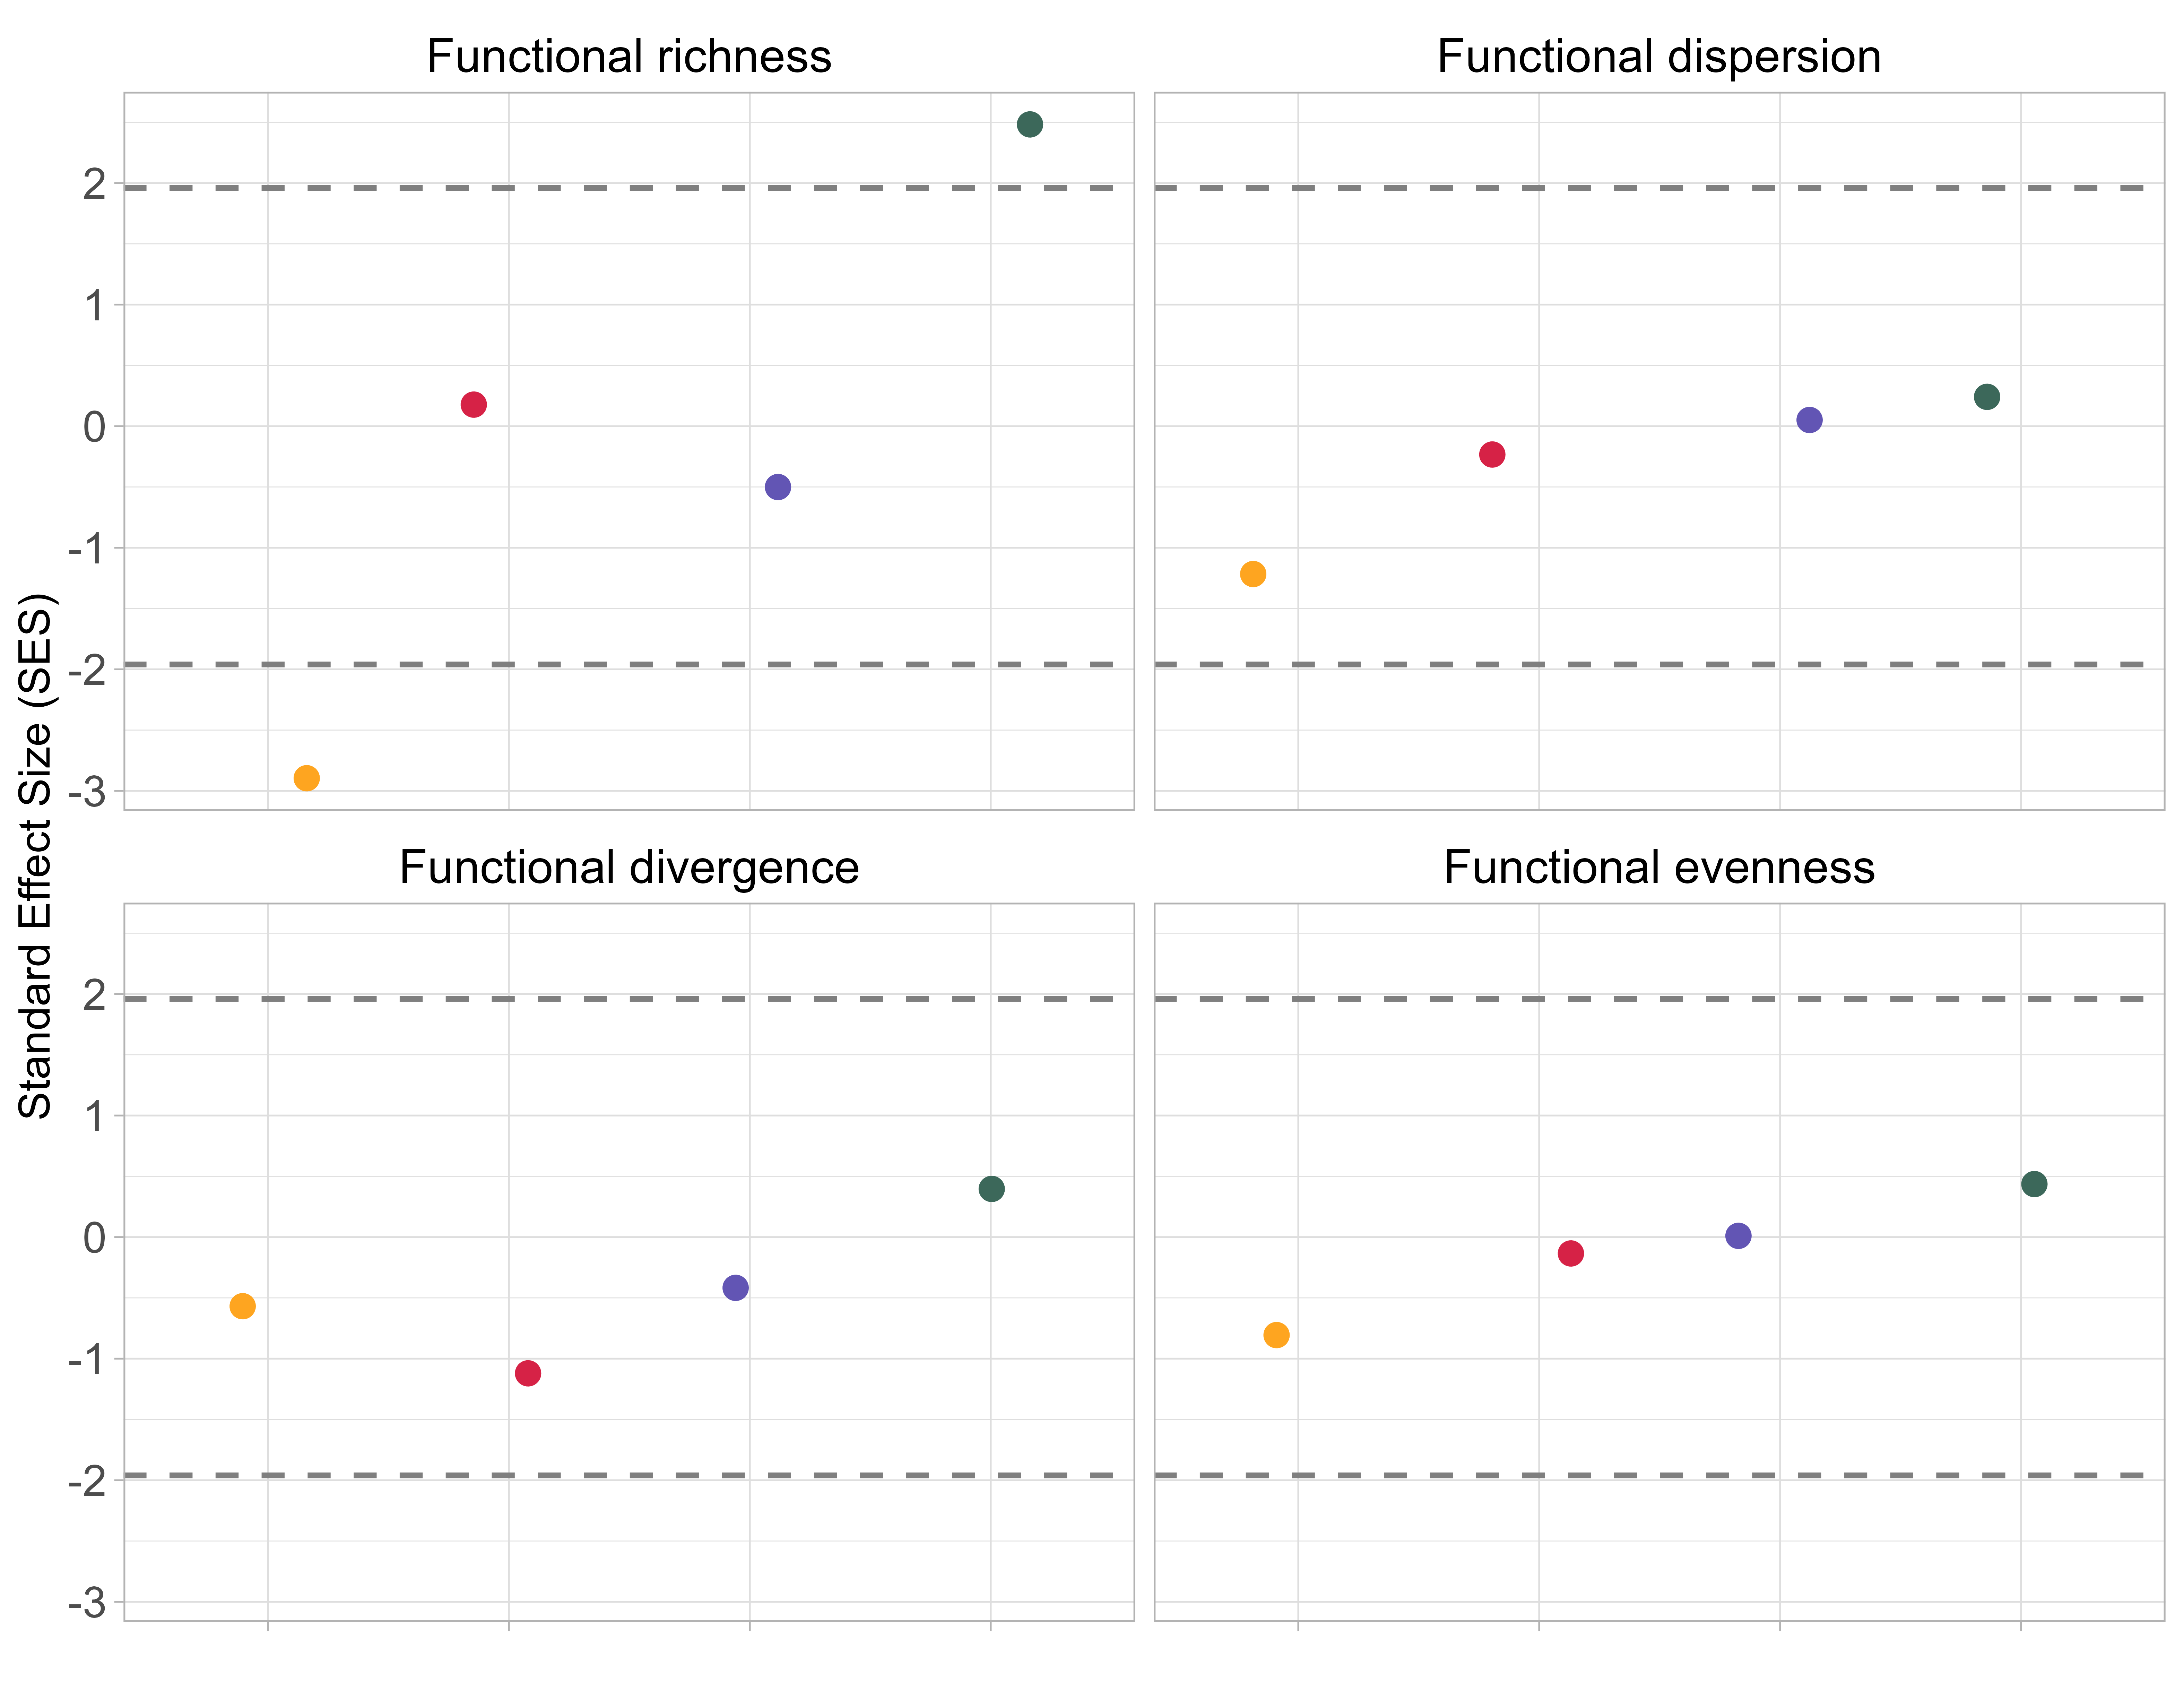 Functional richness
Functional dispersion
2
1
0
-1
-2
-3
Standard Effect Size (SES)
Functional divergence
Functional evenness
2
1
0
-1
-2
-3